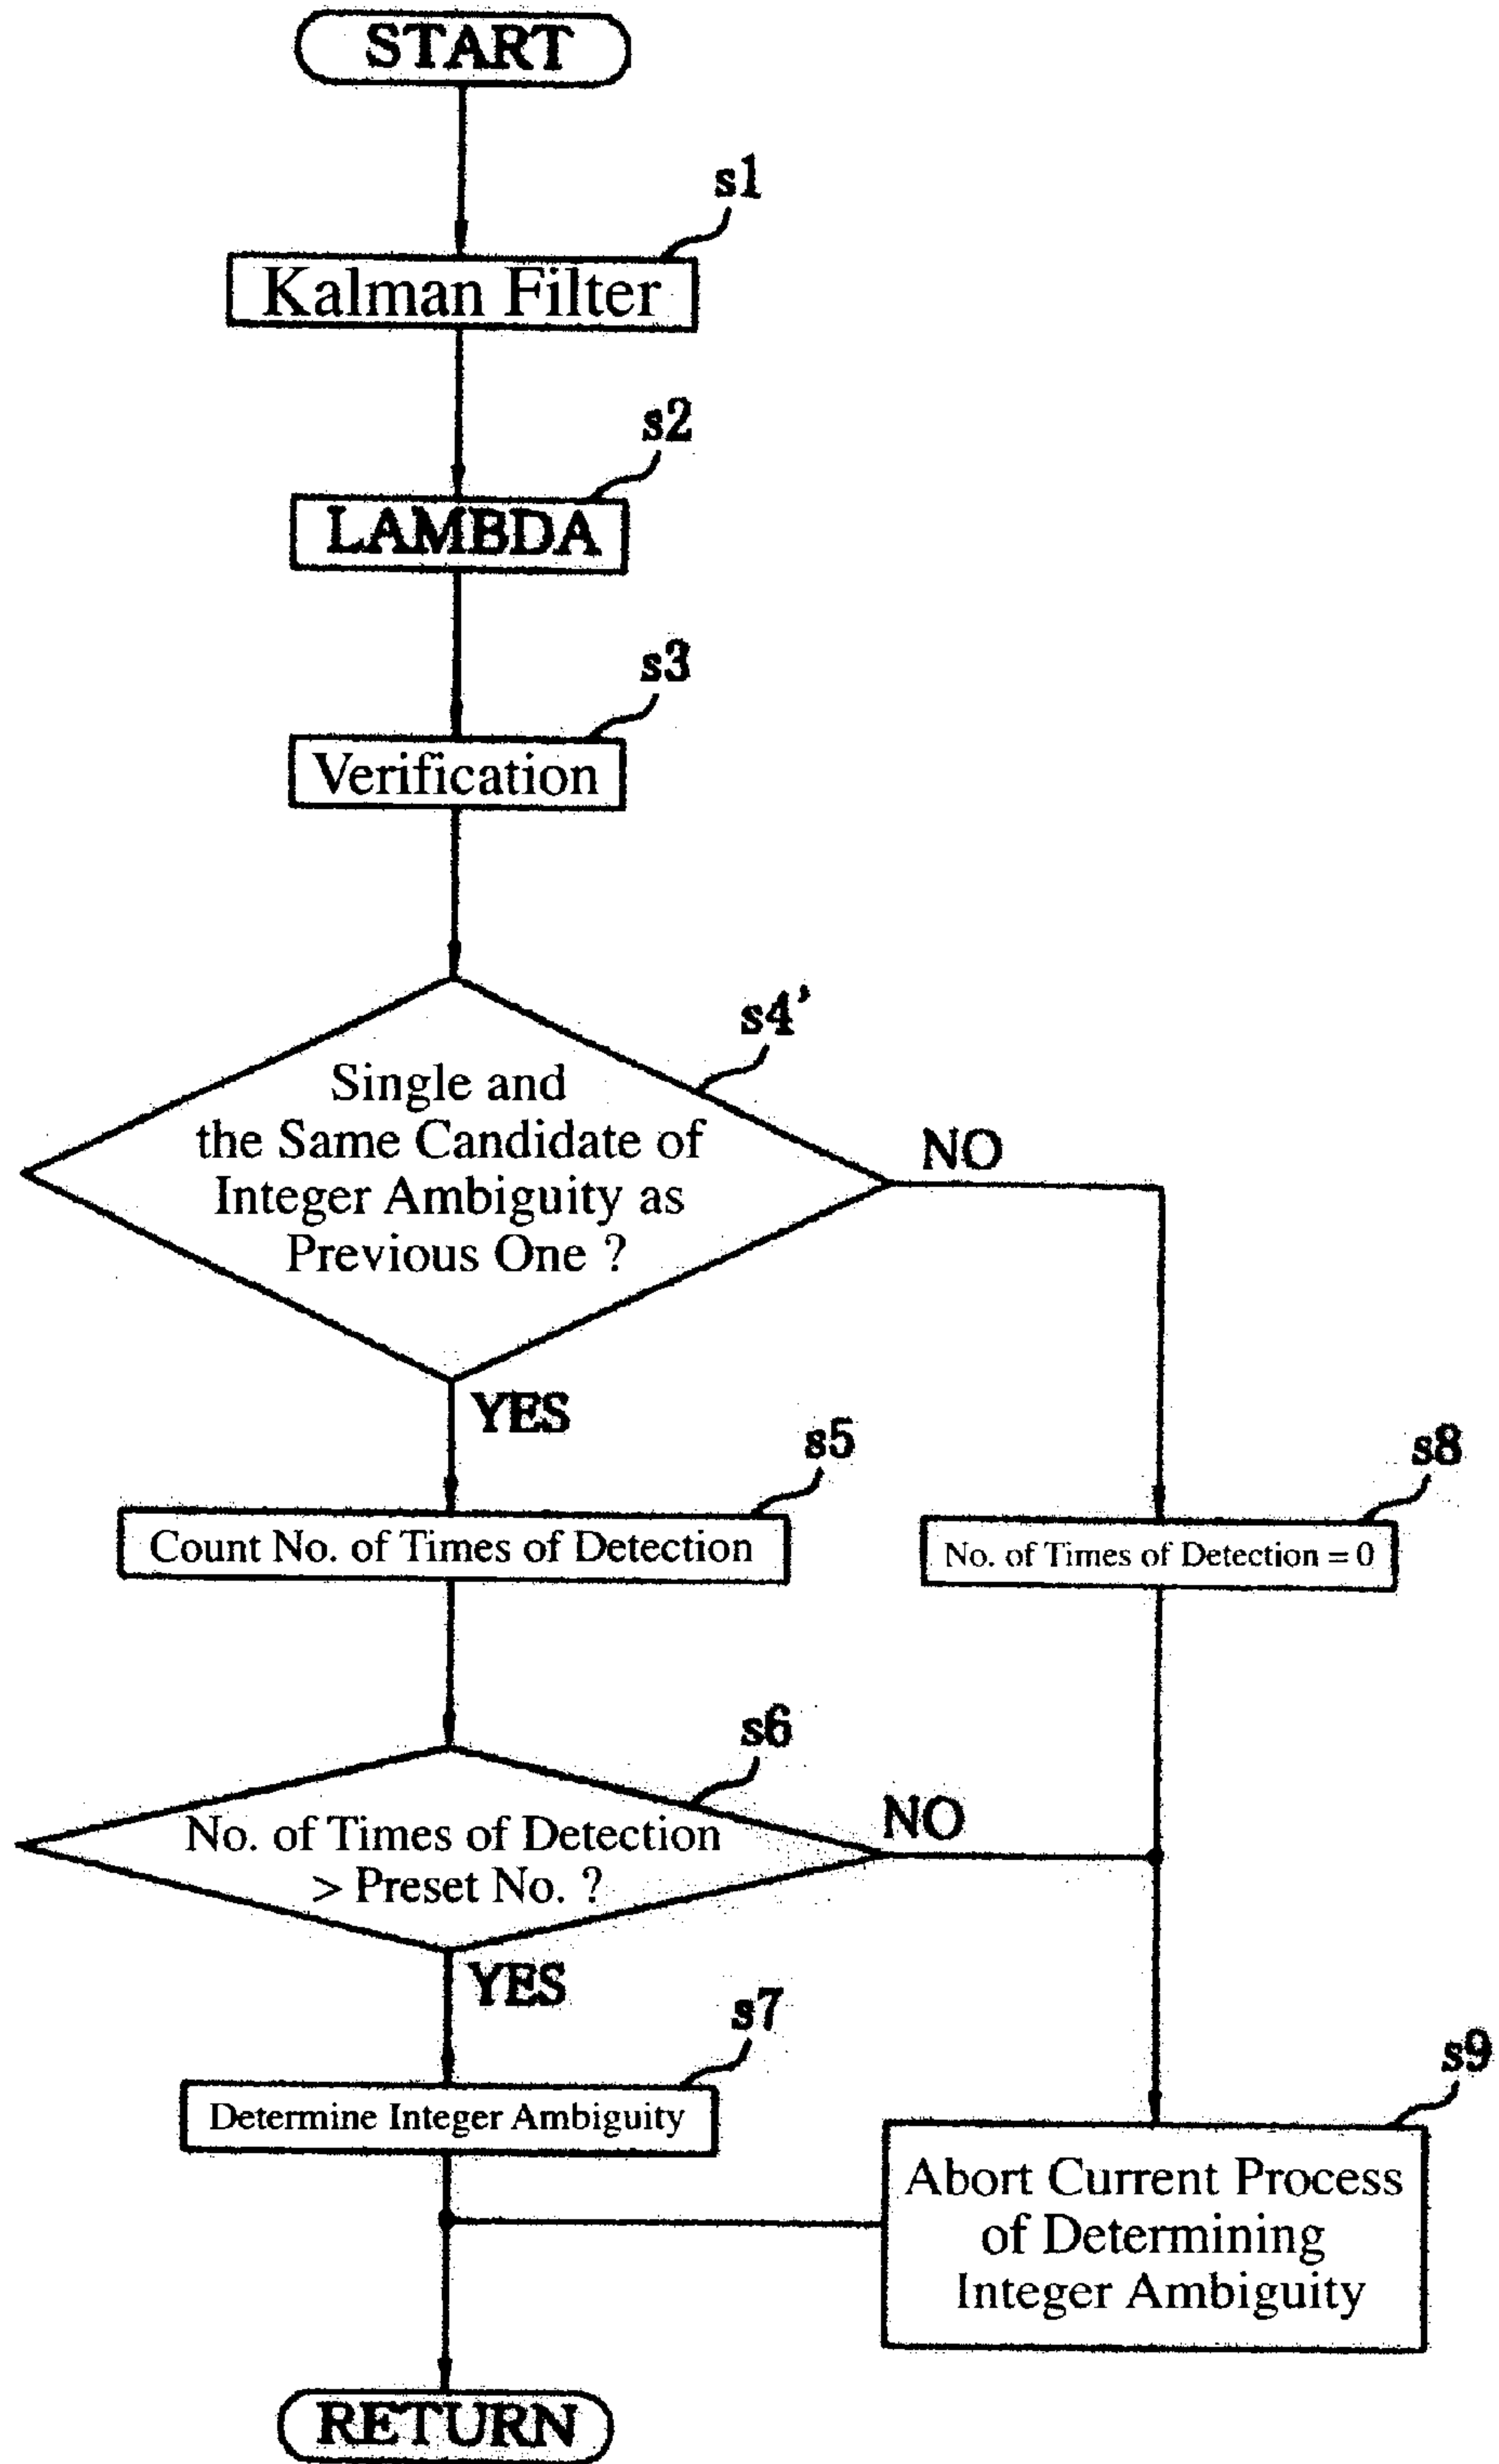 START
s1
Kalman Filter
s2
LAMBDA
s3
Verification
s4'
Single and
the Same Candidate of
Integer Ambiguity as
Previous One ?
NO
YES
s5
Count No. of Times of Detection
s8
No. of Times of Detection = 0
s6
No. of Times of Detection
> Preset No. ?
NO
YES
s7
Determine Integer Ambiguity
s9
Abort Current Process
of Determining
Integer Ambiguity
RETURN